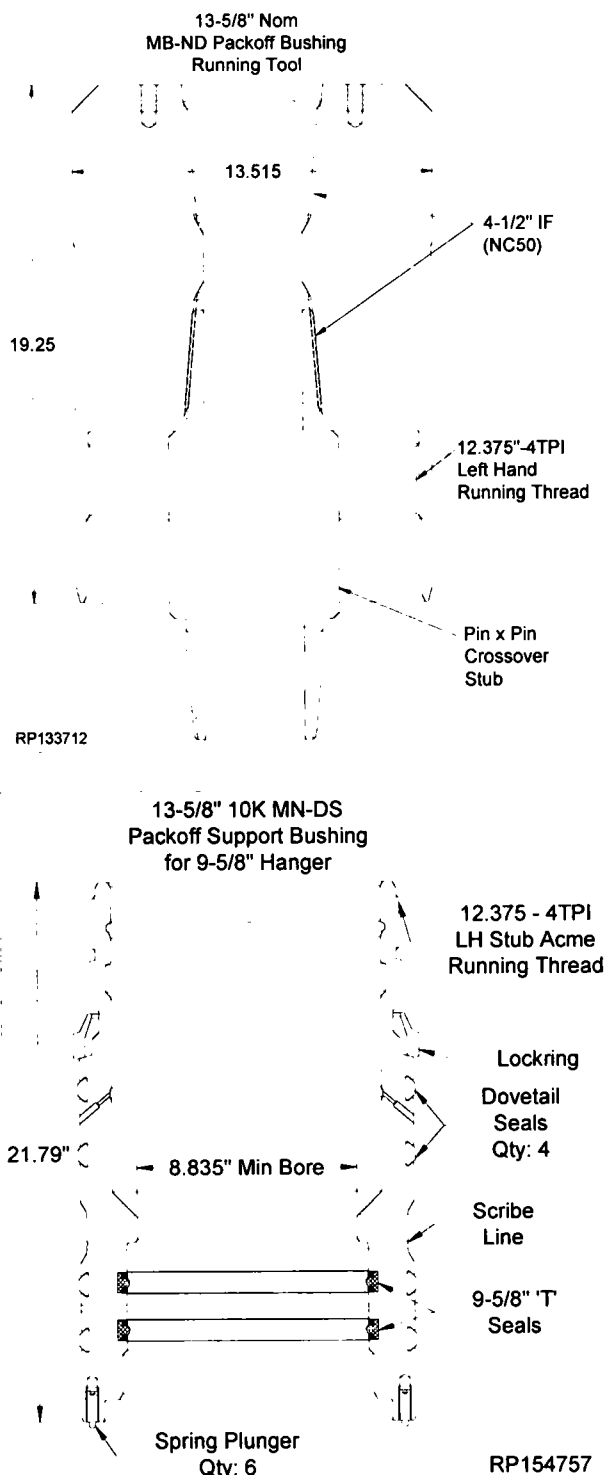 13-5/8" Nom
MB-ND Packoff Bushing
Running Tool
13.515
4-1/2" IF
(NC50)
19.25
12.375"-4TPI
Left Hand
Running Thread
Pin x Pin
Crossover
Stub
RP133712
13-5/8" 10K MN-DS
Packoff Support Bushing
for 9-5/8" Hanger
12.375 - 4TPI
LH Stub Acme
Running Thread
Lockring
Dovetail
Seals
Qty: 4
21.79"
8.835" Min Bore
Scribe
Line
9-5/8" 'T'
Seals
Spring Plunger
Qty: 6
RP154757